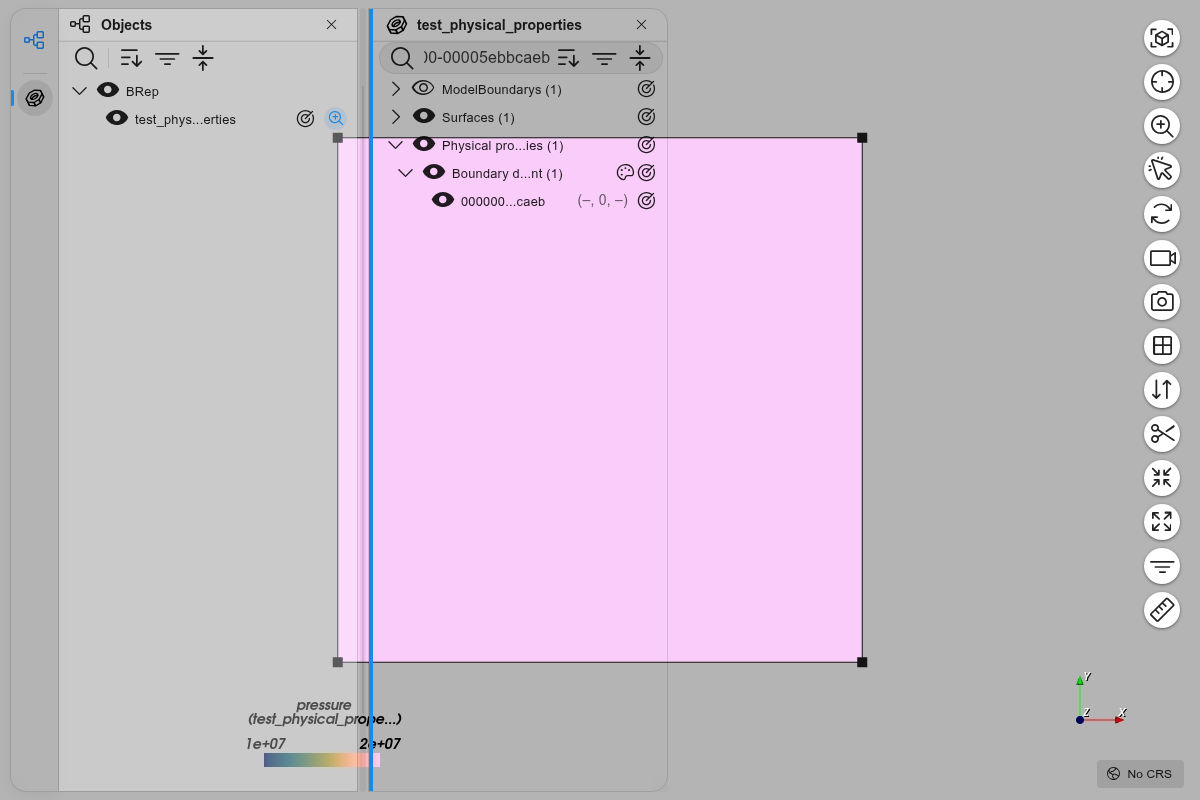 Objects
test_physical_properties
00-00005ebbcaeb
BRep
test_phys...erties
ModelBoundarys (1)
Surfaces (1)
Physical pro...ies (1)
Boundary d...nt (1)
000000...caeb (–, 0, –)
pressure
(test_physical_prope...)
1e+07 2e+07
Y
Z X
No CRS